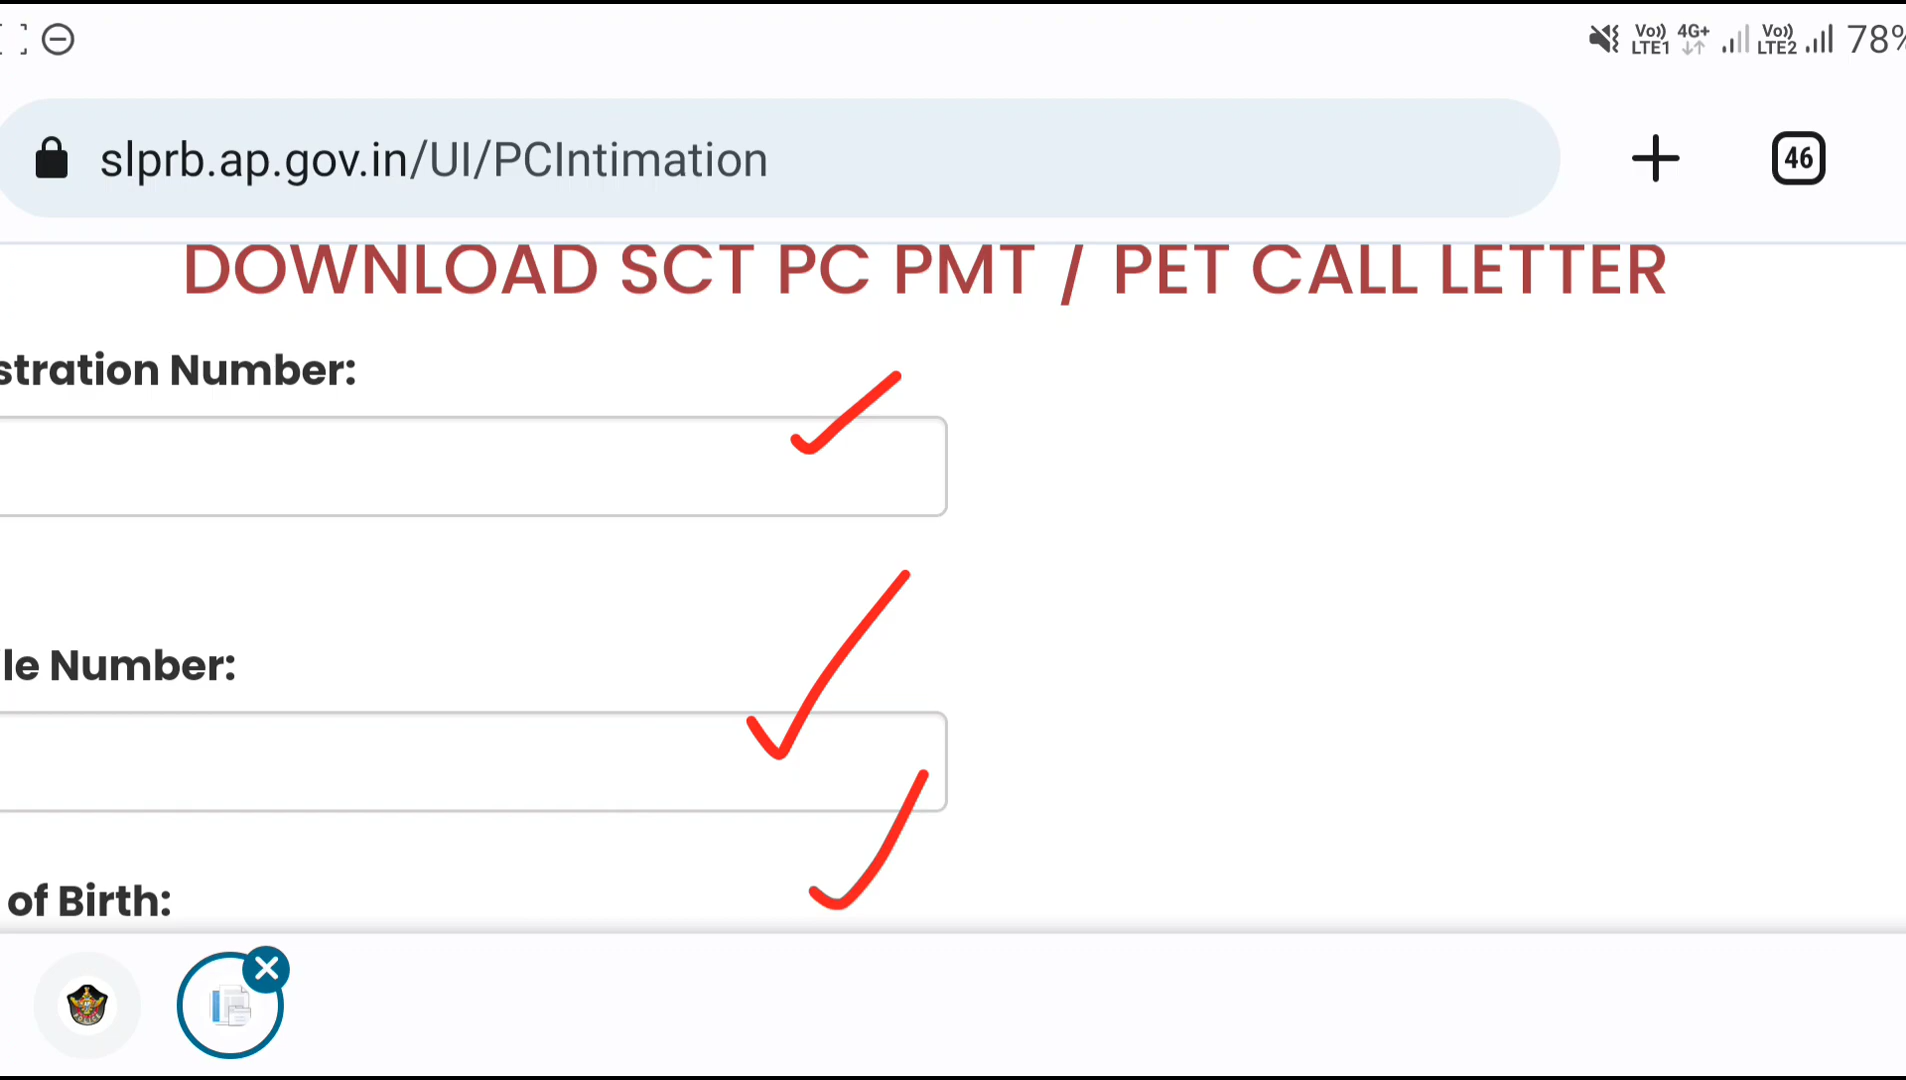 Vo)) 4G+ Vo)) 78%
LTE1 LTE2
slprb.ap.gov.in/UI/PCIntimation
46
DOWNLOAD SCT PC PMT / PET CALL LETTER
stration Number:
le Number:
of Birth: